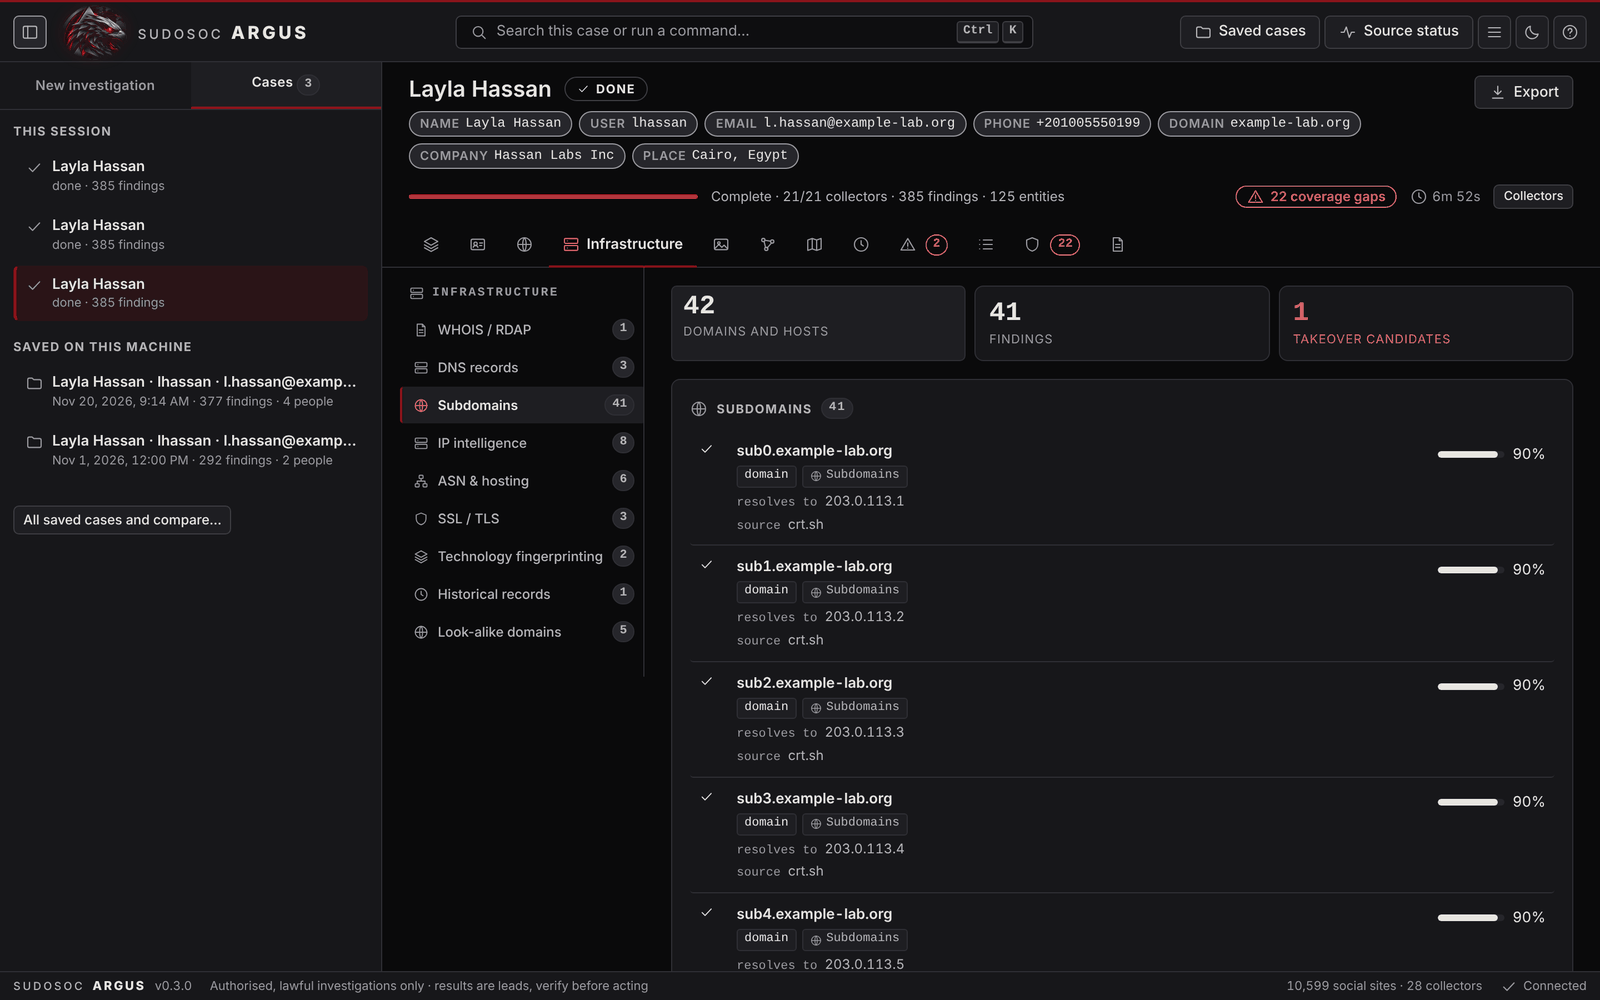 SUDOSOC ARGUS
Search this case or run a command...
Ctrl K
Saved cases
Source status
New investigation
Cases 3
THIS SESSION
Layla Hassan
done · 385 findings
Layla Hassan
done · 385 findings
Layla Hassan
done · 385 findings
SAVED ON THIS MACHINE
Layla Hassan · lhassan · l.hassan@examp...
Nov 20, 2026, 9:14 AM · 377 findings · 4 people
Layla Hassan · lhassan · l.hassan@examp...
Nov 1, 2026, 12:00 PM · 292 findings · 2 people
All saved cases and compare...
Layla Hassan
DONE
Export
NAME Layla Hassan
USER lhassan
EMAIL l.hassan@example-lab.org
PHONE +201005550199
DOMAIN example-lab.org
COMPANY Hassan Labs Inc
PLACE Cairo, Egypt
Complete · 21/21 collectors · 385 findings · 125 entities
22 coverage gaps
6m 52s
Collectors
Infrastructure
2
22
INFRASTRUCTURE
WHOIS / RDAP 1
DNS records 3
Subdomains 41
IP intelligence 8
ASN & hosting 6
SSL / TLS 3
Technology fingerprinting 2
Historical records 1
Look-alike domains 5
42
DOMAINS AND HOSTS
41
FINDINGS
1
TAKEOVER CANDIDATES
SUBDOMAINS 41
sub0.example-lab.org
90%
domain Subdomains
resolves to 203.0.113.1
source crt.sh
sub1.example-lab.org
90%
domain Subdomains
resolves to 203.0.113.2
source crt.sh
sub2.example-lab.org
90%
domain Subdomains
resolves to 203.0.113.3
source crt.sh
sub3.example-lab.org
90%
domain Subdomains
resolves to 203.0.113.4
source crt.sh
sub4.example-lab.org
90%
domain Subdomains
resolves to 203.0.113.5
SUDOSOC ARGUS v0.3.0
Authorised, lawful investigations only · results are leads, verify before acting
10,599 social sites · 28 collectors
Connected